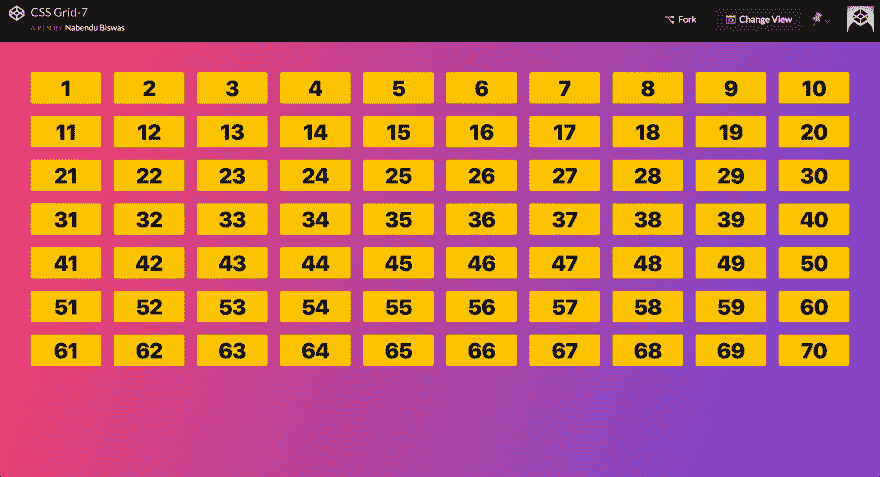 CSS Grid-7
A PEN BY Nabendu Biswas
Fork
Change View
1 2 3 4 5 6 7 8 9 10
11 12 13 14 15 16 17 18 19 20
21 22 23 24 25 26 27 28 29 30
31 32 33 34 35 36 37 38 39 40
41 42 43 44 45 46 47 48 49 50
51 52 53 54 55 56 57 58 59 60
61 62 63 64 65 66 67 68 69 70